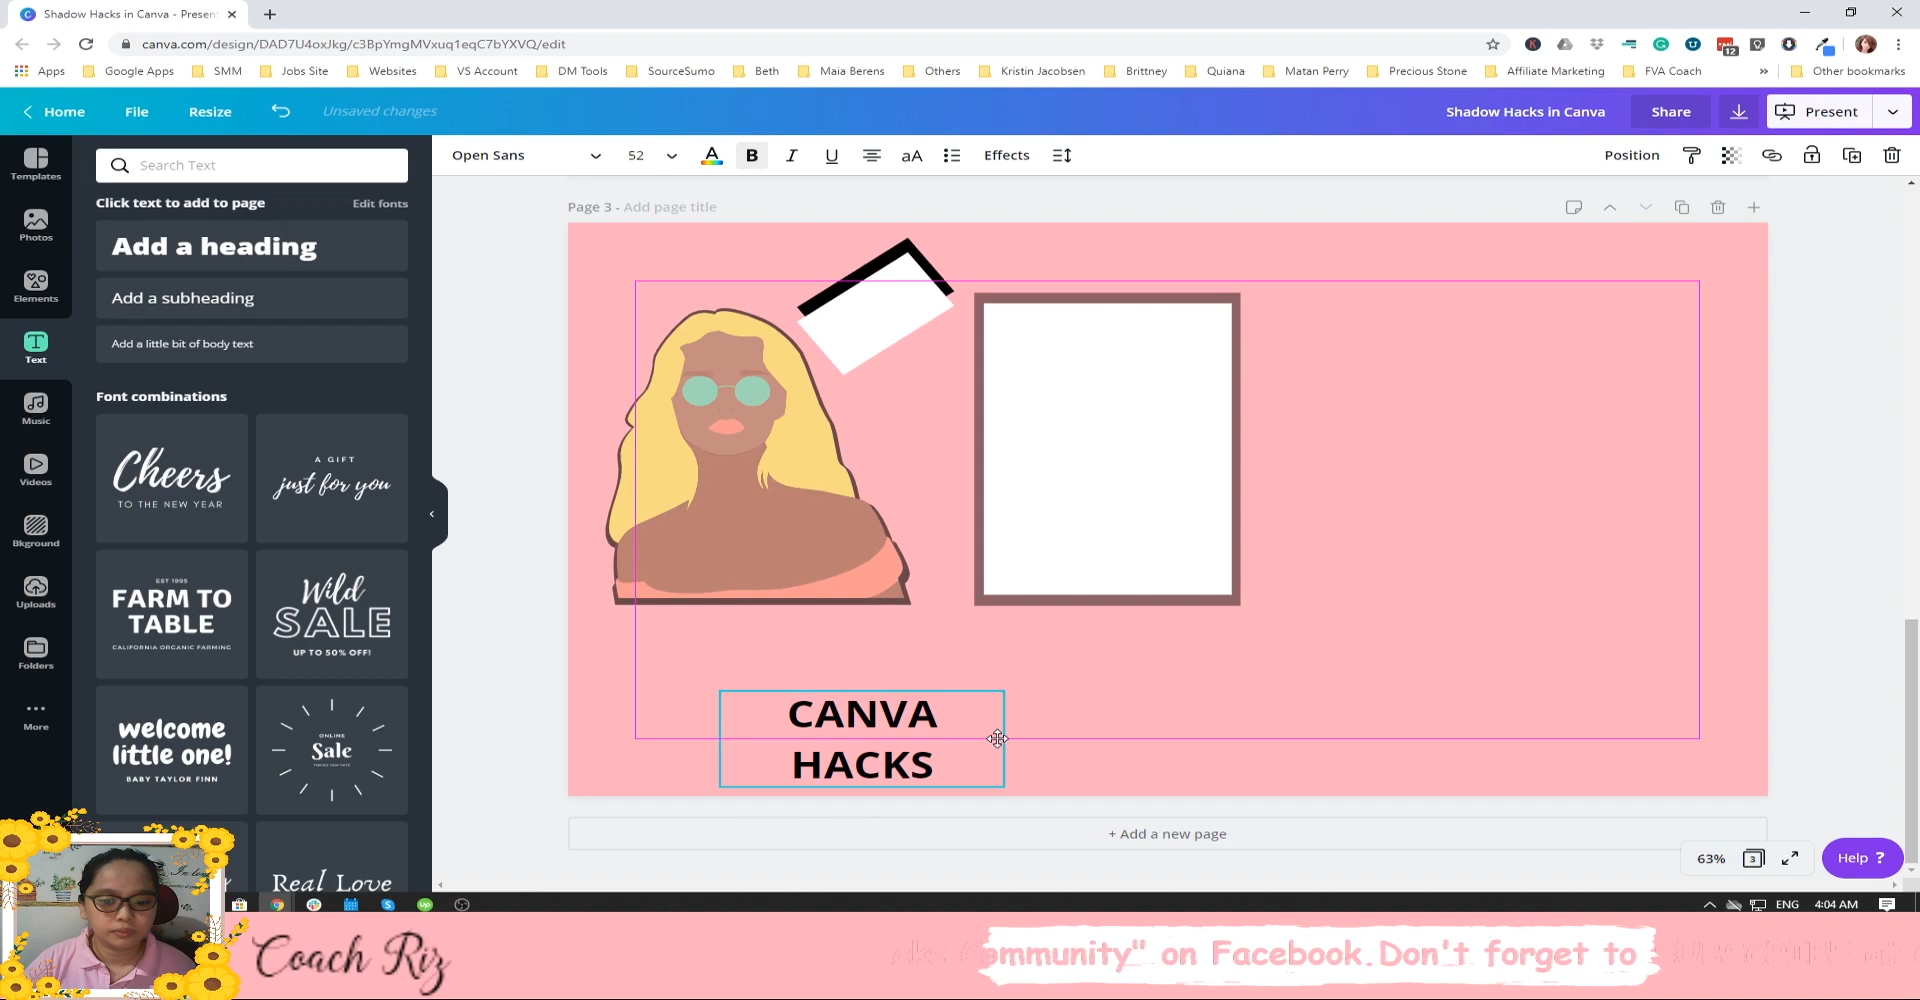 Shadow Hacks in Canva - Present
canva.com/design/DAD7U4oxJkg/c3BpYmgMVxuq1eqC7bYXVQ/edit
12
Apps
Google Apps
SMM
Jobs Site
Websites
VS Account
DM Tools
SourceSumo
Beth
Maia Berens
Others
Kristin Jacobsen
Brittney
Quiana
Matan Perry
Precious Stone
Affiliate Marketing
FVA Coach
Other bookmarks
Home
File
Resize
Unsaved changes
Shadow Hacks in Canva
Share
Present
Templates
Photos
Elements
Text
Music
Videos
Bkground
Uploads
Folders
More
Search Text
Click text to add to page
Edit fonts
Add a heading
Add a subheading
Add a little bit of body text
Font combinations
Cheers
TO THE NEW YEAR
A GIFT
just for you
EST 1995
FARM TO
TABLE
CALIFORNIA ORGANIC FARMING
Wild
SALE
UP TO 50% OFF!
welcome
little one!
BABY TAYLOR FINN
ONLINE
Sale
Real Love
Open Sans
52
A
B
I
U
aA
Effects
Position
Page 3 - Add page title
CANVA
HACKS
+ Add a new page
63%
3
Help ?
ENG
4:04 AM
Coach Riz
ommunity" on Facebook.Don't forget to